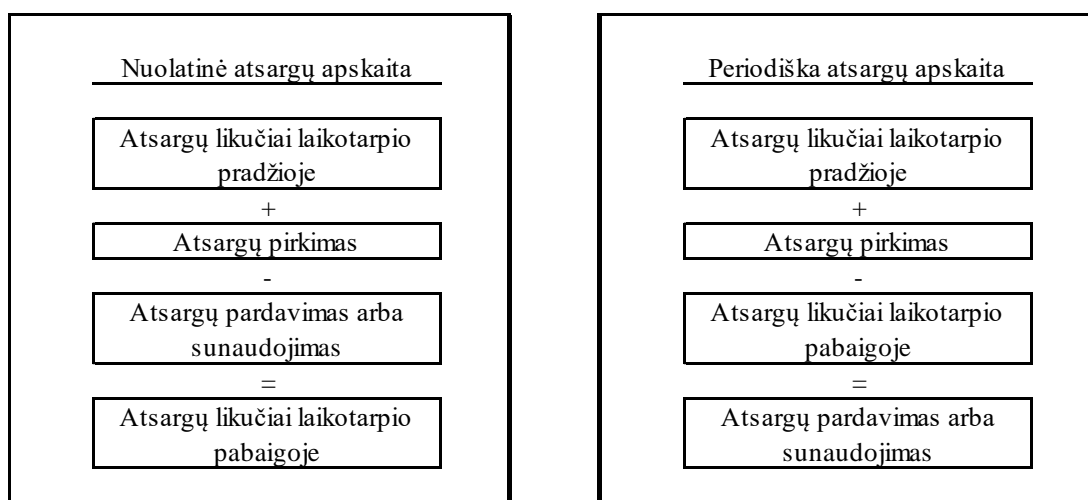 Nuolatinė atsargų apskaita
Atsargų likučiai laikotarpio
pradžioje
+
Atsargų pirkimas
-
Atsargų pardavimas arba
sunaudojimas
=
Atsargų likučiai laikotarpio
pabaigoje
Periodiška atsargų apskaita
Atsargų likučiai laikotarpio
pradžioje
+
Atsargų pirkimas
-
Atsargų likučiai laikotarpio
pabaigoje
=
Atsargų pardavimas arba
sunaudojimas